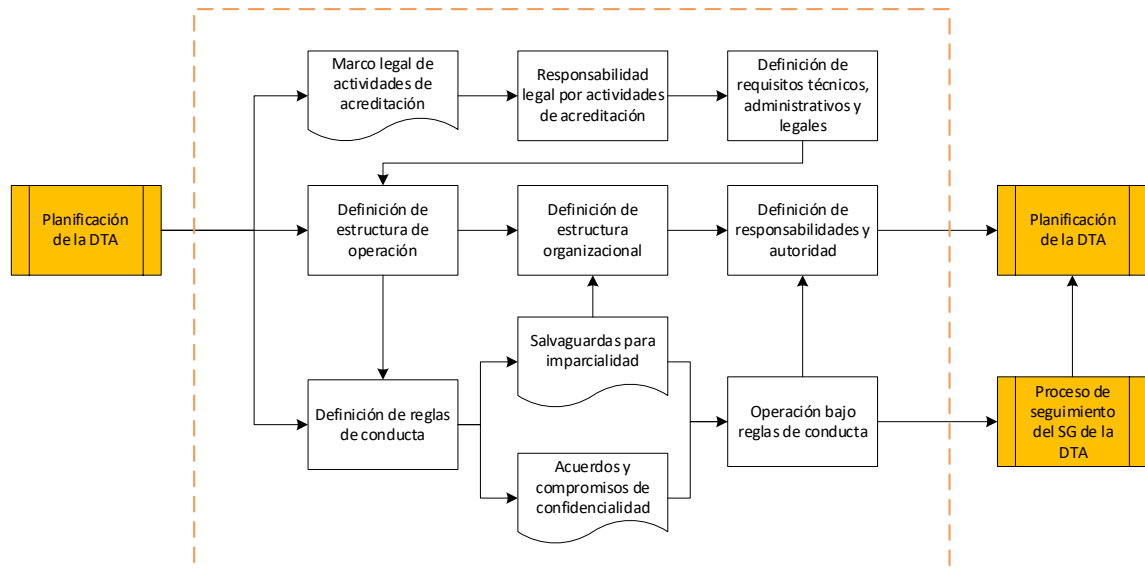 Marco legal de
actividades de
acreditación
Responsabilidad
legal por actividades
de acreditación
Definición de
requisitos técnicos,
administrativos y
legales
Planificación
de la DTA
Definición de
estructura de
operación
Definición de
estructura
organizacional
Definición de
responsabilidades y
autoridad
Planificación
de la DTA
Salvaguardas para
imparcialidad
Definición de reglas
de conducta
Operación bajo
reglas de conducta
Proceso de
seguimiento
del SG de la
DTA
Acuerdos y
compromisos de
confidencialidad